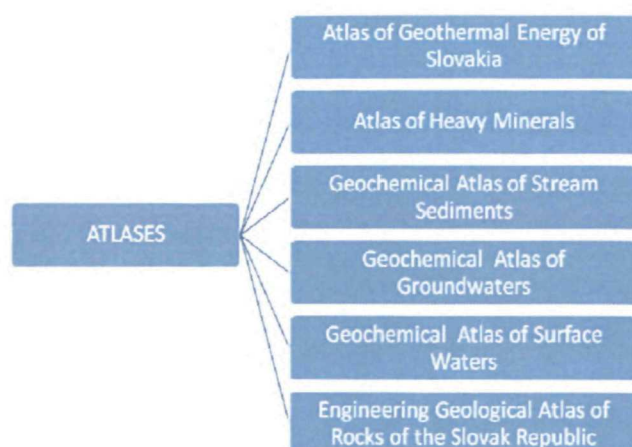 ATLASES
Atlas of Geothermal Energy of
Slovakia
Atlas of Heavy Minerals
Geochemical Atlas of Stream
Sediments
Geochemical Atlas of
Groundwaters
Geochemical Atlas of Surface
Waters
Engineering Geological Atlas of
Rocks of the Slovak Republic